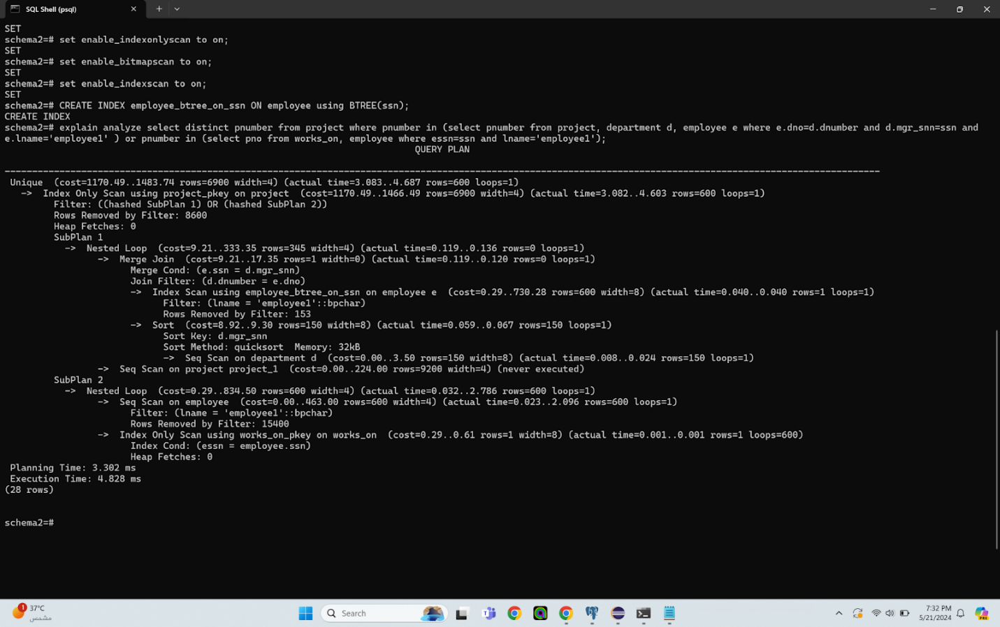 SQL Shell (psql)
SET
schema2=# set enable_indexonlyscan to on;
SET
schema2=# set enable_bitmapscan to on;
SET
schema2=# set enable_indexscan to on;
SET
schema2=# CREATE INDEX employee_btree_on_ssn ON employee using BTREE(ssn);
CREATE INDEX
schema2=# explain analyze select distinct pnumber from project where pnumber in (select pnumber from project, department d, employee e where e.dno=d.dnumber and d.mgr_snn=ssn and
e.lname='employee1' ) or pnumber in (select pno from works_on, employee where essn=ssn and lname='employee1');
QUERY PLAN
----------------------------------------------------------------------------------------------------------------------------------------------------------------
Unique  (cost=1170.49..1483.74 rows=6900 width=4) (actual time=3.083..4.687 rows=600 loops=1)
->  Index Only Scan using project_pkey on project  (cost=1170.49..1466.49 rows=6900 width=4) (actual time=3.082..4.603 rows=600 loops=1)
Filter: ((hashed SubPlan 1) OR (hashed SubPlan 2))
Rows Removed by Filter: 8600
Heap Fetches: 0
SubPlan 1
->  Nested Loop  (cost=9.21..333.35 rows=345 width=4) (actual time=0.119..0.136 rows=0 loops=1)
->  Merge Join  (cost=9.21..17.35 rows=1 width=0) (actual time=0.119..0.120 rows=0 loops=1)
Merge Cond: (e.ssn = d.mgr_snn)
Join Filter: (d.dnumber = e.dno)
->  Index Scan using employee_btree_on_ssn on employee e  (cost=0.29..730.28 rows=600 width=8) (actual time=0.040..0.040 rows=1 loops=1)
Filter: (lname = 'employee1'::bpchar)
Rows Removed by Filter: 153
->  Sort  (cost=8.92..9.30 rows=150 width=8) (actual time=0.059..0.067 rows=150 loops=1)
Sort Key: d.mgr_snn
Sort Method: quicksort  Memory: 32kB
->  Seq Scan on department d  (cost=0.00..3.50 rows=150 width=8) (actual time=0.008..0.024 rows=150 loops=1)
->  Seq Scan on project project_1  (cost=0.00..224.00 rows=9200 width=4) (never executed)
SubPlan 2
->  Nested Loop  (cost=0.29..834.50 rows=600 width=4) (actual time=0.032..2.786 rows=600 loops=1)
->  Seq Scan on employee  (cost=0.00..463.00 rows=600 width=4) (actual time=0.023..2.096 rows=600 loops=1)
Filter: (lname = 'employee1'::bpchar)
Rows Removed by Filter: 15400
->  Index Only Scan using works_on_pkey on works_on  (cost=0.29..0.61 rows=1 width=8) (actual time=0.001..0.001 rows=1 loops=600)
Index Cond: (essn = employee.ssn)
Heap Fetches: 0
Planning Time: 3.302 ms
Execution Time: 4.828 ms
(28 rows)
schema2=#
1
37°C
مشمس
Search
7:32 PM
5/21/2024